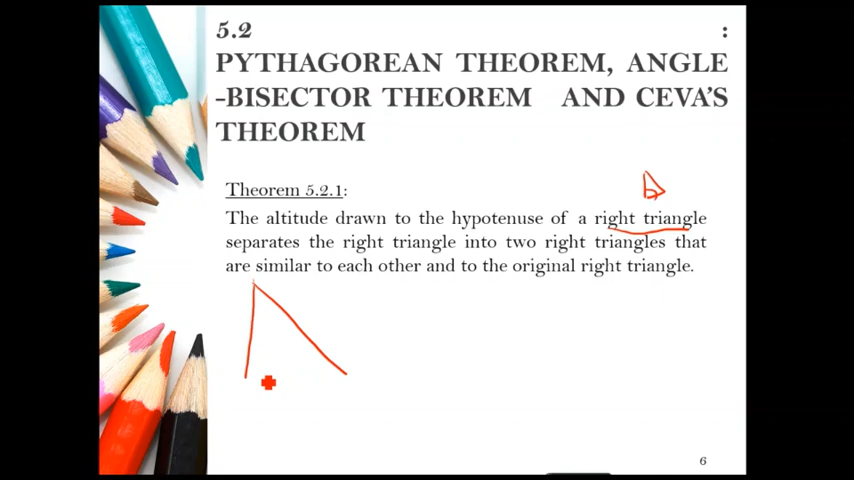 5.2 :
PYTHAGOREAN THEOREM, ANGLE
-BISECTOR THEOREM AND CEVA'S
THEOREM
Theorem 5.2.1:
The altitude drawn to the hypotenuse of a right triangle
separates the right triangle into two right triangles that
are similar to each other and to the original right triangle.
6